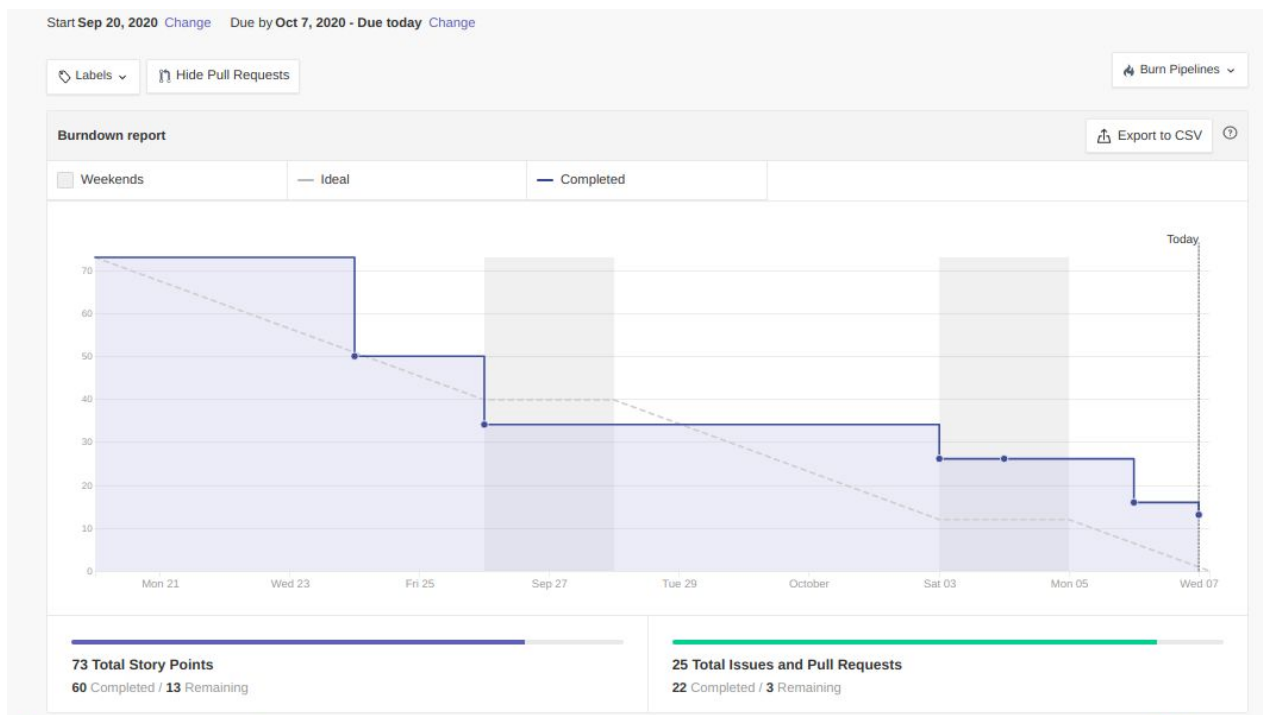 Start Sep 20, 2020 Change Due by Oct 7, 2020 - Due today Change
Labels Hide Pull Requests Burn Pipelines
Burndown report Export to CSV
Weekends Ideal Completed
Today
70
60
50
40
30
20
10
0
Mon 21 Wed 23 Fri 25 Sep 27 Tue 29 October Sat 03 Mon 05 Wed 07
73 Total Story Points
60 Completed / 13 Remaining
25 Total Issues and Pull Requests
22 Completed / 3 Remaining